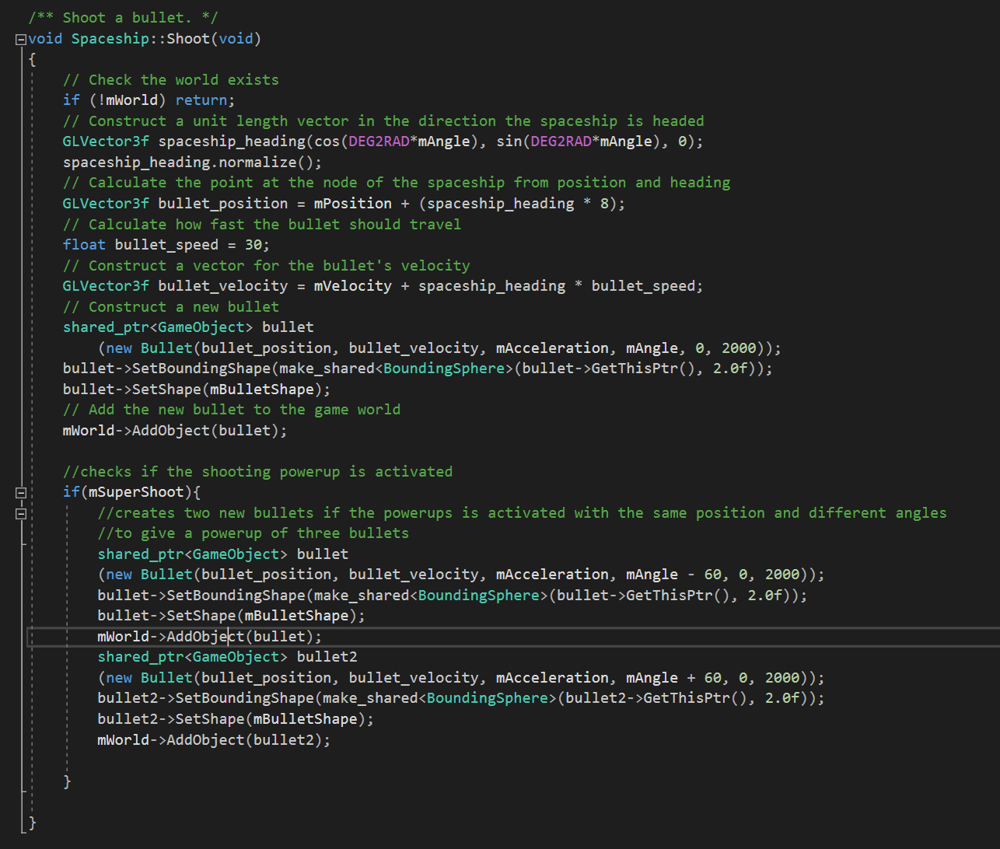 /** Shoot a bullet. */
void Spaceship::Shoot(void)
{
    // Check the world exists
    if (!mWorld) return;
    // Construct a unit length vector in the direction the spaceship is headed
    GLVector3f spaceship_heading(cos(DEG2RAD*mAngle), sin(DEG2RAD*mAngle), 0);
    spaceship_heading.normalize();
    // Calculate the point at the node of the spaceship from position and heading
    GLVector3f bullet_position = mPosition + (spaceship_heading * 8);
    // Calculate how fast the bullet should travel
    float bullet_speed = 30;
    // Construct a vector for the bullet's velocity
    GLVector3f bullet_velocity = mVelocity + spaceship_heading * bullet_speed;
    // Construct a new bullet
    shared_ptr<GameObject> bullet
        (new Bullet(bullet_position, bullet_velocity, mAcceleration, mAngle, 0, 2000));
    bullet->SetBoundingShape(make_shared<BoundingSphere>(bullet->GetThisPtr(), 2.0f));
    bullet->SetShape(mBulletShape);
    // Add the new bullet to the game world
    mWorld->AddObject(bullet);

    //checks if the shooting powerup is activated
    if(mSuperShoot){
        //creates two new bullets if the powerups is activated with the same position and different angles
        //to give a powerup of three bullets
        shared_ptr<GameObject> bullet
        (new Bullet(bullet_position, bullet_velocity, mAcceleration, mAngle - 60, 0, 2000));
        bullet->SetBoundingShape(make_shared<BoundingSphere>(bullet->GetThisPtr(), 2.0f));
        bullet->SetShape(mBulletShape);
        mWorld->AddObject(bullet);
        shared_ptr<GameObject> bullet2
        (new Bullet(bullet_position, bullet_velocity, mAcceleration, mAngle + 60, 0, 2000));
        bullet2->SetBoundingShape(make_shared<BoundingSphere>(bullet2->GetThisPtr(), 2.0f));
        bullet2->SetShape(mBulletShape);
        mWorld->AddObject(bullet2);

    }

}